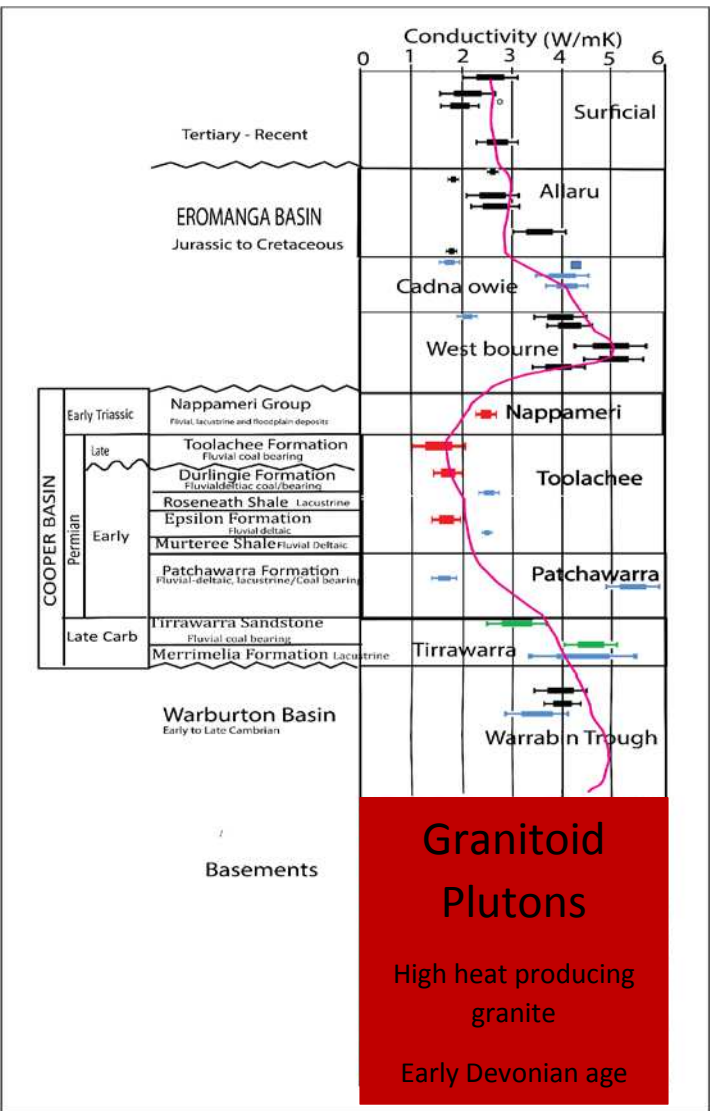 Conductivity (W/mK)
0 1 2 3 4 5 6
Surficial
Tertiary - Recent
Allaru
EROMANGA BASIN
Jurassic to Cretaceous
Cadna owie
West bourne
COOPER BASIN
Early Triassic
Nappameri Group
Fluvial, lacustrine and floodplain deposits
Nappameri
Permian
Late
Toolachee Formation
Fluvial coal bearing
Toolachee
Early
Durlingie Formation
Fluvialdeltiac coal/bearing
Roseneath Shale Lacustrine
Epsilon Formation
Fluvial deltaic
Murteree Shale Fluvial Deltaic
Patchawarra Formation
Fluvial-deltaic, lacustrine/Coal bearing
Patchawarra
Late Carb
Tirrawarra Sandstone
Fluvial coal bearing
Tirrawarra
Merrimelia Formation Lacustrine
Warburton Basin
Early to Late Cambrian
Warrabin Trough
Basements
Granitoid
Plutons
High heat producing
granite
Early Devonian age